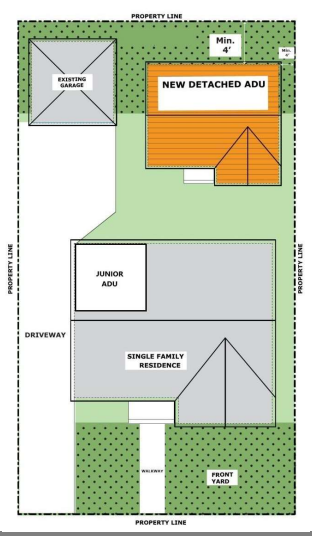 PROPERTY LINE
Min.
4'
Min.
4'
EXISTING
GARAGE
NEW DETACHED ADU
PROPERTY LINE
PROPERTY LINE
JUNIOR
ADU
DRIVEWAY
SINGLE FAMILY
RESIDENCE
WALKWAY
FRONT
YARD
PROPERTY LINE